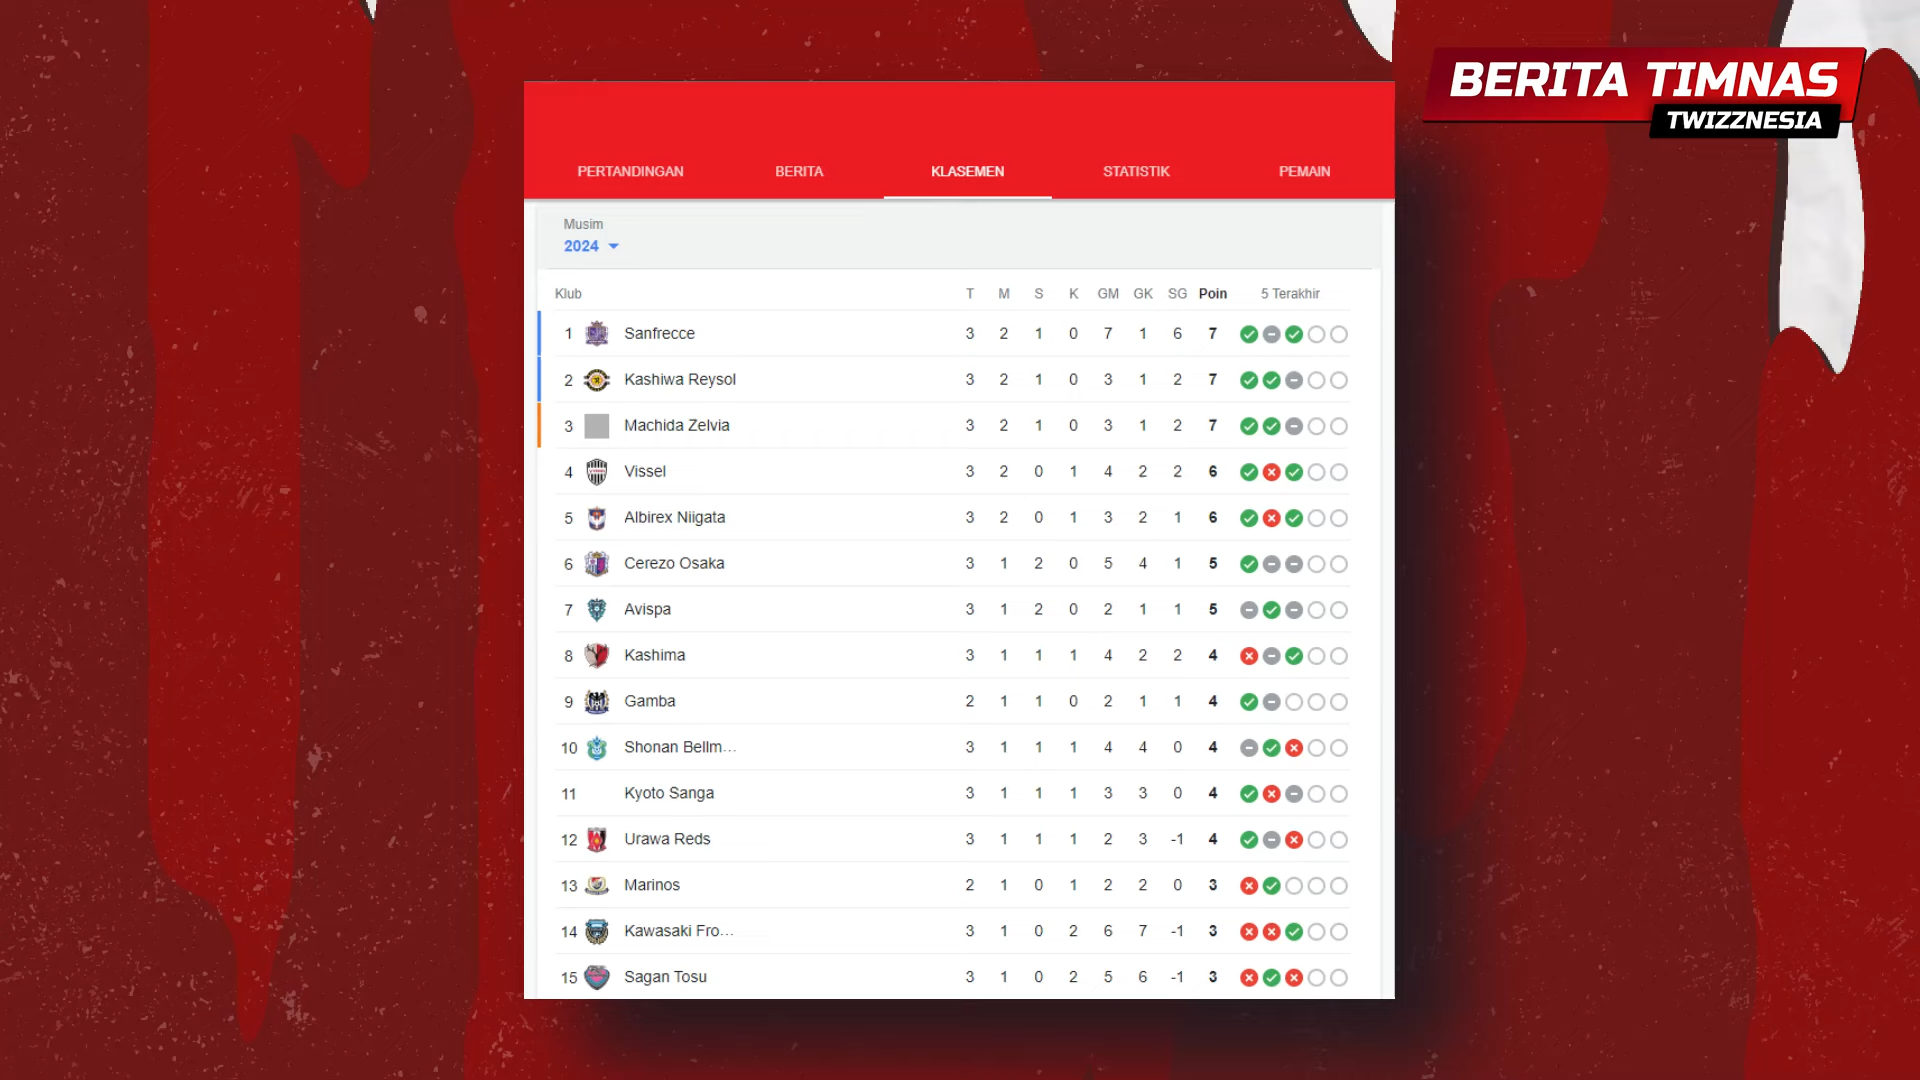 BERITA TIMNAS
TWIZZNESIA
PERTANDINGAN BERITA KLASEMEN STATISTIK PEMAIN
Musim
2024
Klub T M S K GM GK SG Poin 5 Terakhir
1 Sanfrecce 3 2 1 0 7 1 6 7
2 Kashiwa Reysol 3 2 1 0 3 1 2 7
3 Machida Zelvia 3 2 1 0 3 1 2 7
4 Vissel 3 2 0 1 4 2 2 6
5 Albirex Niigata 3 2 0 1 3 2 1 6
6 Cerezo Osaka 3 1 2 0 5 4 1 5
7 Avispa 3 1 2 0 2 1 1 5
8 Kashima 3 1 1 1 4 2 2 4
9 Gamba 2 1 1 0 2 1 1 4
10 Shonan Bellm... 3 1 1 1 4 4 0 4
11 Kyoto Sanga 3 1 1 1 3 3 0 4
12 Urawa Reds 3 1 1 1 2 3 -1 4
13 Marinos 2 1 0 1 2 2 0 3
14 Kawasaki Fro... 3 1 0 2 6 7 -1 3
15 Sagan Tosu 3 1 0 2 5 6 -1 3